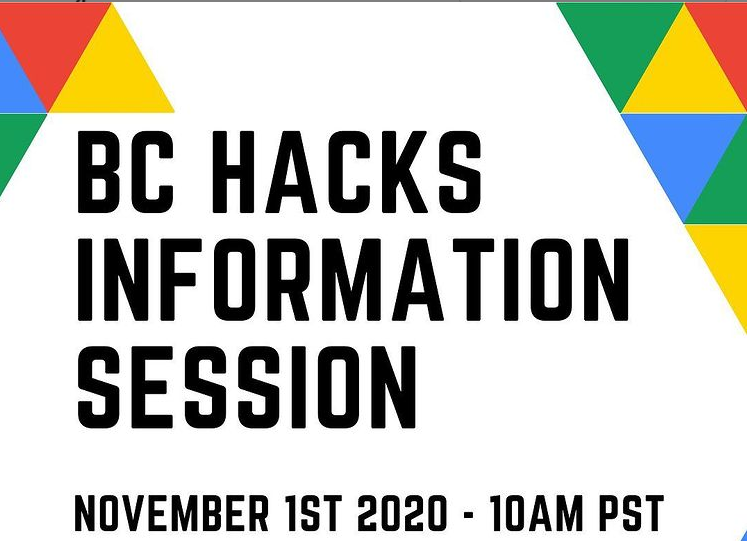 BC HACKS
INFORMATION
SESSION
NOVEMBER 1ST 2020 - 10AM PST